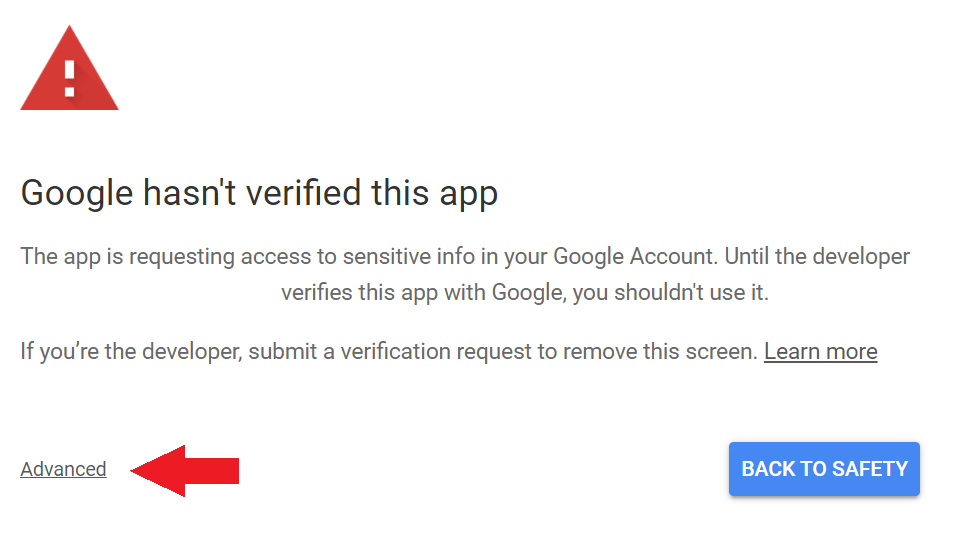 Google hasn't verified this app
The app is requesting access to sensitive info in your Google Account. Until the developer
verifies this app with Google, you shouldn't use it.
If you’re the developer, submit a verification request to remove this screen. Learn more
Advanced
BACK TO SAFETY